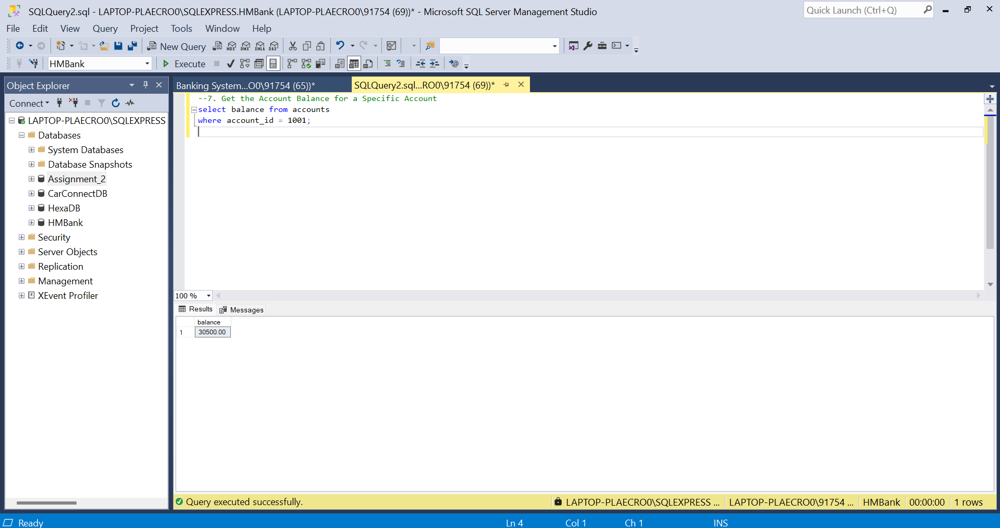 SQLQuery2.sql - LAPTOP-PLAECRO0\SQLEXPRESS.HMBank (LAPTOP-PLAECRO0\91754 (69))* - Microsoft SQL Server Management Studio
Quick Launch (Ctrl+Q)
File Edit View Query Project Tools Window Help
New Query MDX DMX XMLA DAX
HMBank Execute
Object Explorer
Banking System...O0\91754 (65))*
SQLQuery2.sql...RO0\91754 (69))*
Connect
LAPTOP-PLAECRO0\SQLEXPRESS
Databases
System Databases
Database Snapshots
Assignment_2
CarConnectDB
HexaDB
HMBank
Security
Server Objects
Replication
Management
XEvent Profiler
--7. Get the Account Balance for a Specific Account
select balance from accounts
where account_id = 1001;
100 %
Results Messages
balance
1 30500.00
Query executed successfully.
LAPTOP-PLAECRO0\SQLEXPRESS ... LAPTOP-PLAECRO0\91754 ... HMBank 00:00:00 1 rows
Ready Ln 4 Col 1 Ch 1 INS